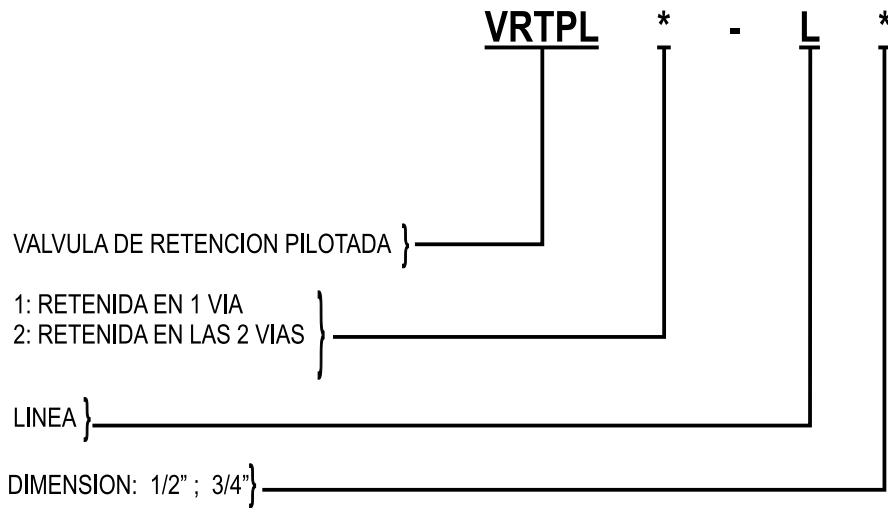 VRTPL * - L *
VALVULA DE RETENCION PILOTADA }
1: RETENIDA EN 1 VIA
2: RETENIDA EN LAS 2 VIAS }
LINEA }
DIMENSION: 1/2” ; 3/4” }